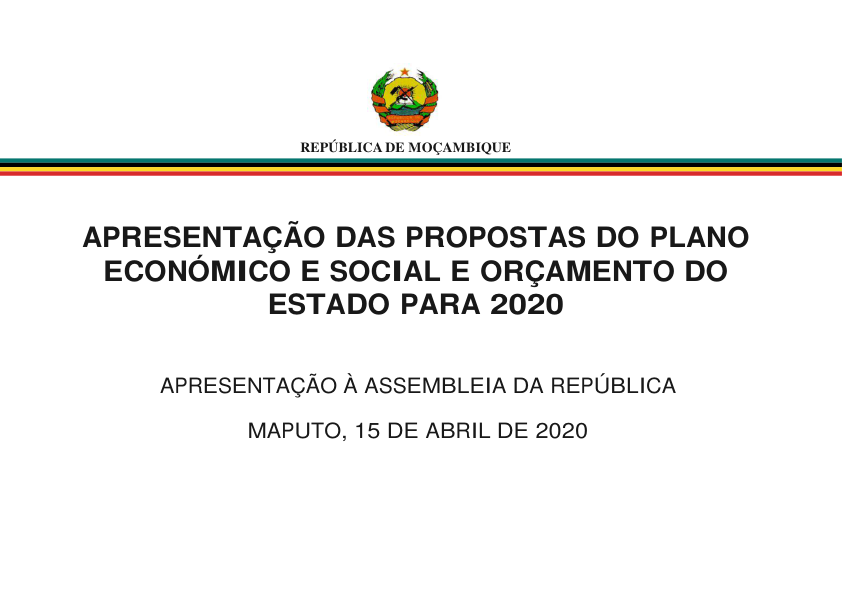 REPÚBLICA DE MOÇAMBIQUE
APRESENTAÇÃO DAS PROPOSTAS DO PLANO
ECONÓMICO E SOCIAL E ORÇAMENTO DO
ESTADO PARA 2020
APRESENTAÇÃO À ASSEMBLEIA DA REPÚBLICA
MAPUTO, 15 DE ABRIL DE 2020